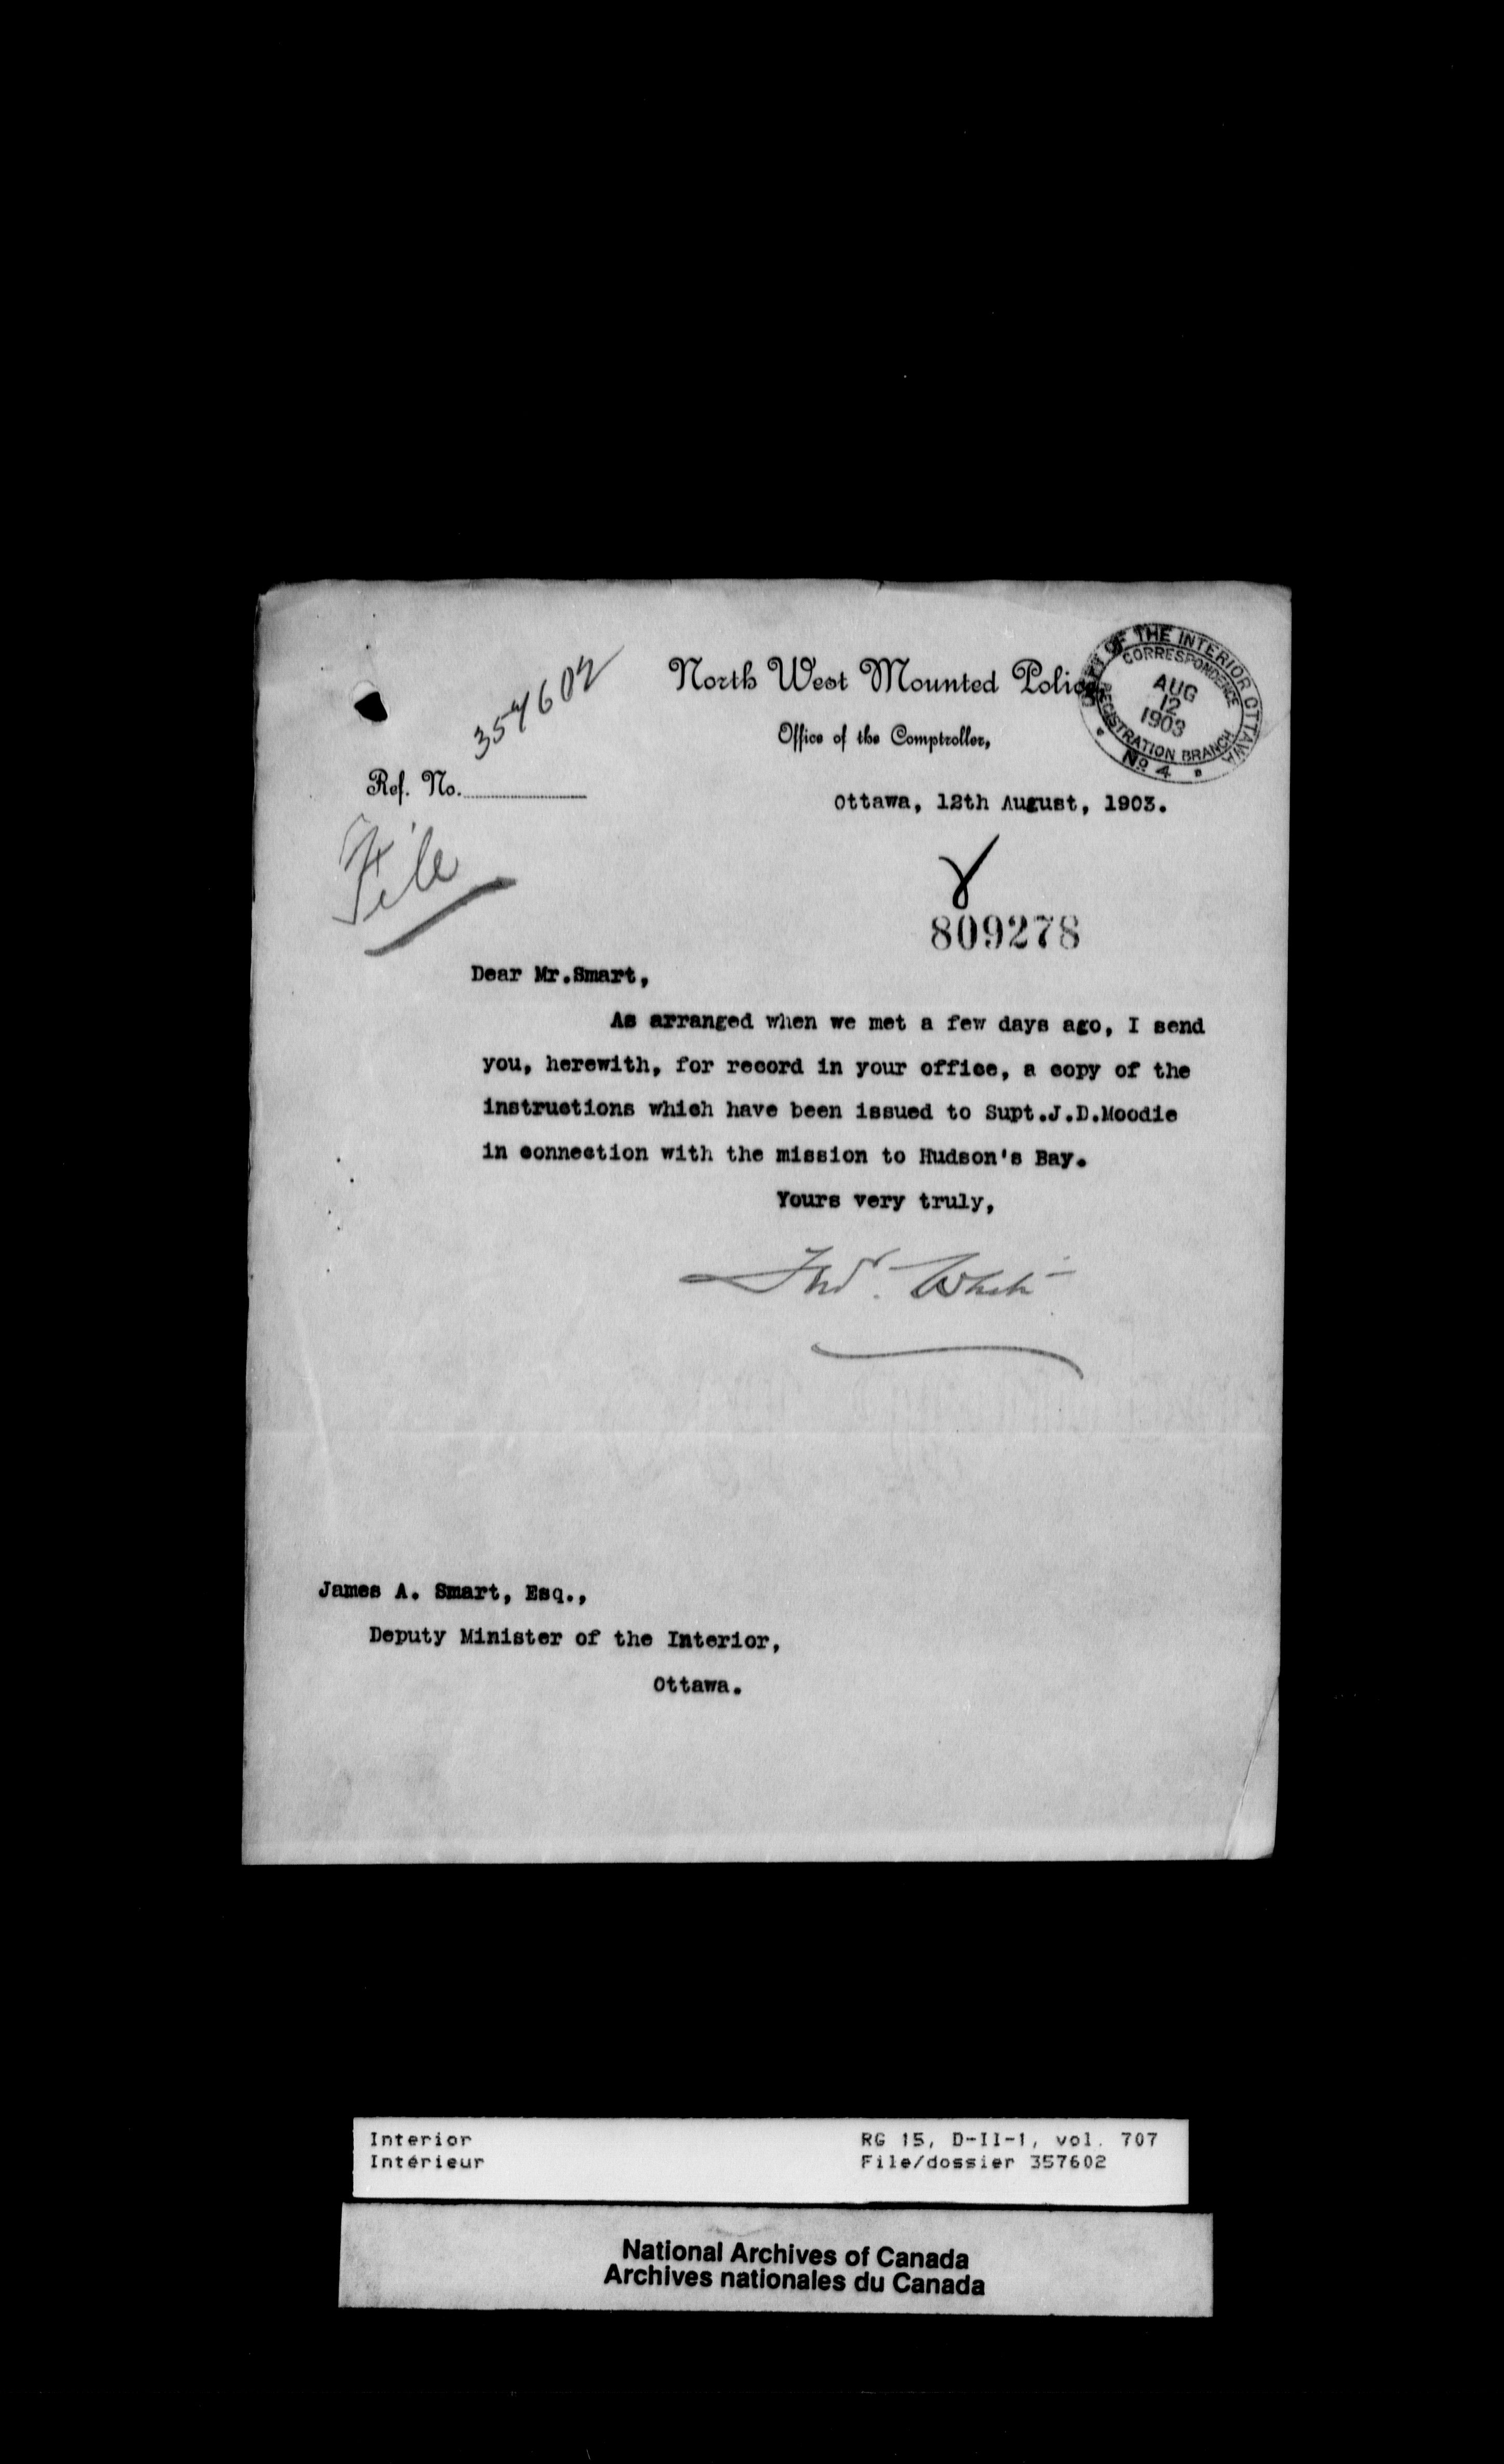 357602
North West Mounted Police
Office of the Comptroller,
DEPT OF THE INTERIOR OTTAWA
CORRESPONDENCE
AUG
12
1903
REGISTRATION BRANCH
No 4
Ref. No.
Ottawa, 12th August, 1903.
File
809278
Dear Mr.Smart,
As arranged when we met a few days ago, I send
you, herewith, for record in your office, a copy of the
instructions which have been issued to Supt.J.D.Moodie
in connection with the mission to Hudson's Bay.
Yours very truly,
Fred. White
James A. Smart, Esq.,
Deputy Minister of the Interior,
Ottawa.
Interior
Intérieur
RG 15, D-II-1, vol. 707
File/dossier 357602
National Archives of Canada
Archives nationales du Canada